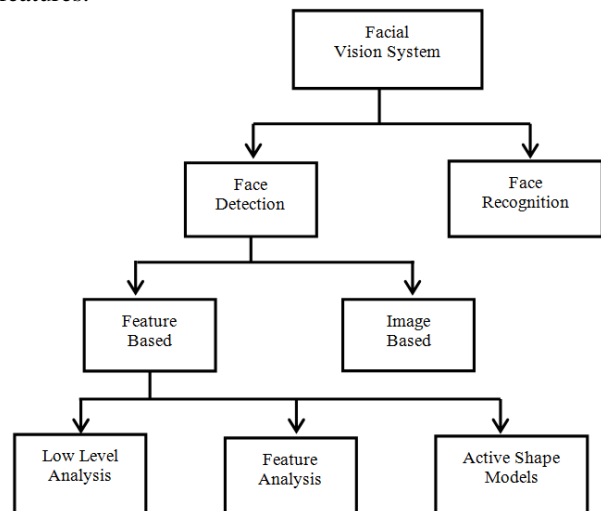 features.
Facial
Vision System
Face
Detection
Face
Recognition
Feature
Based
Image
Based
Low Level
Analysis
Feature
Analysis
Active Shape
Models